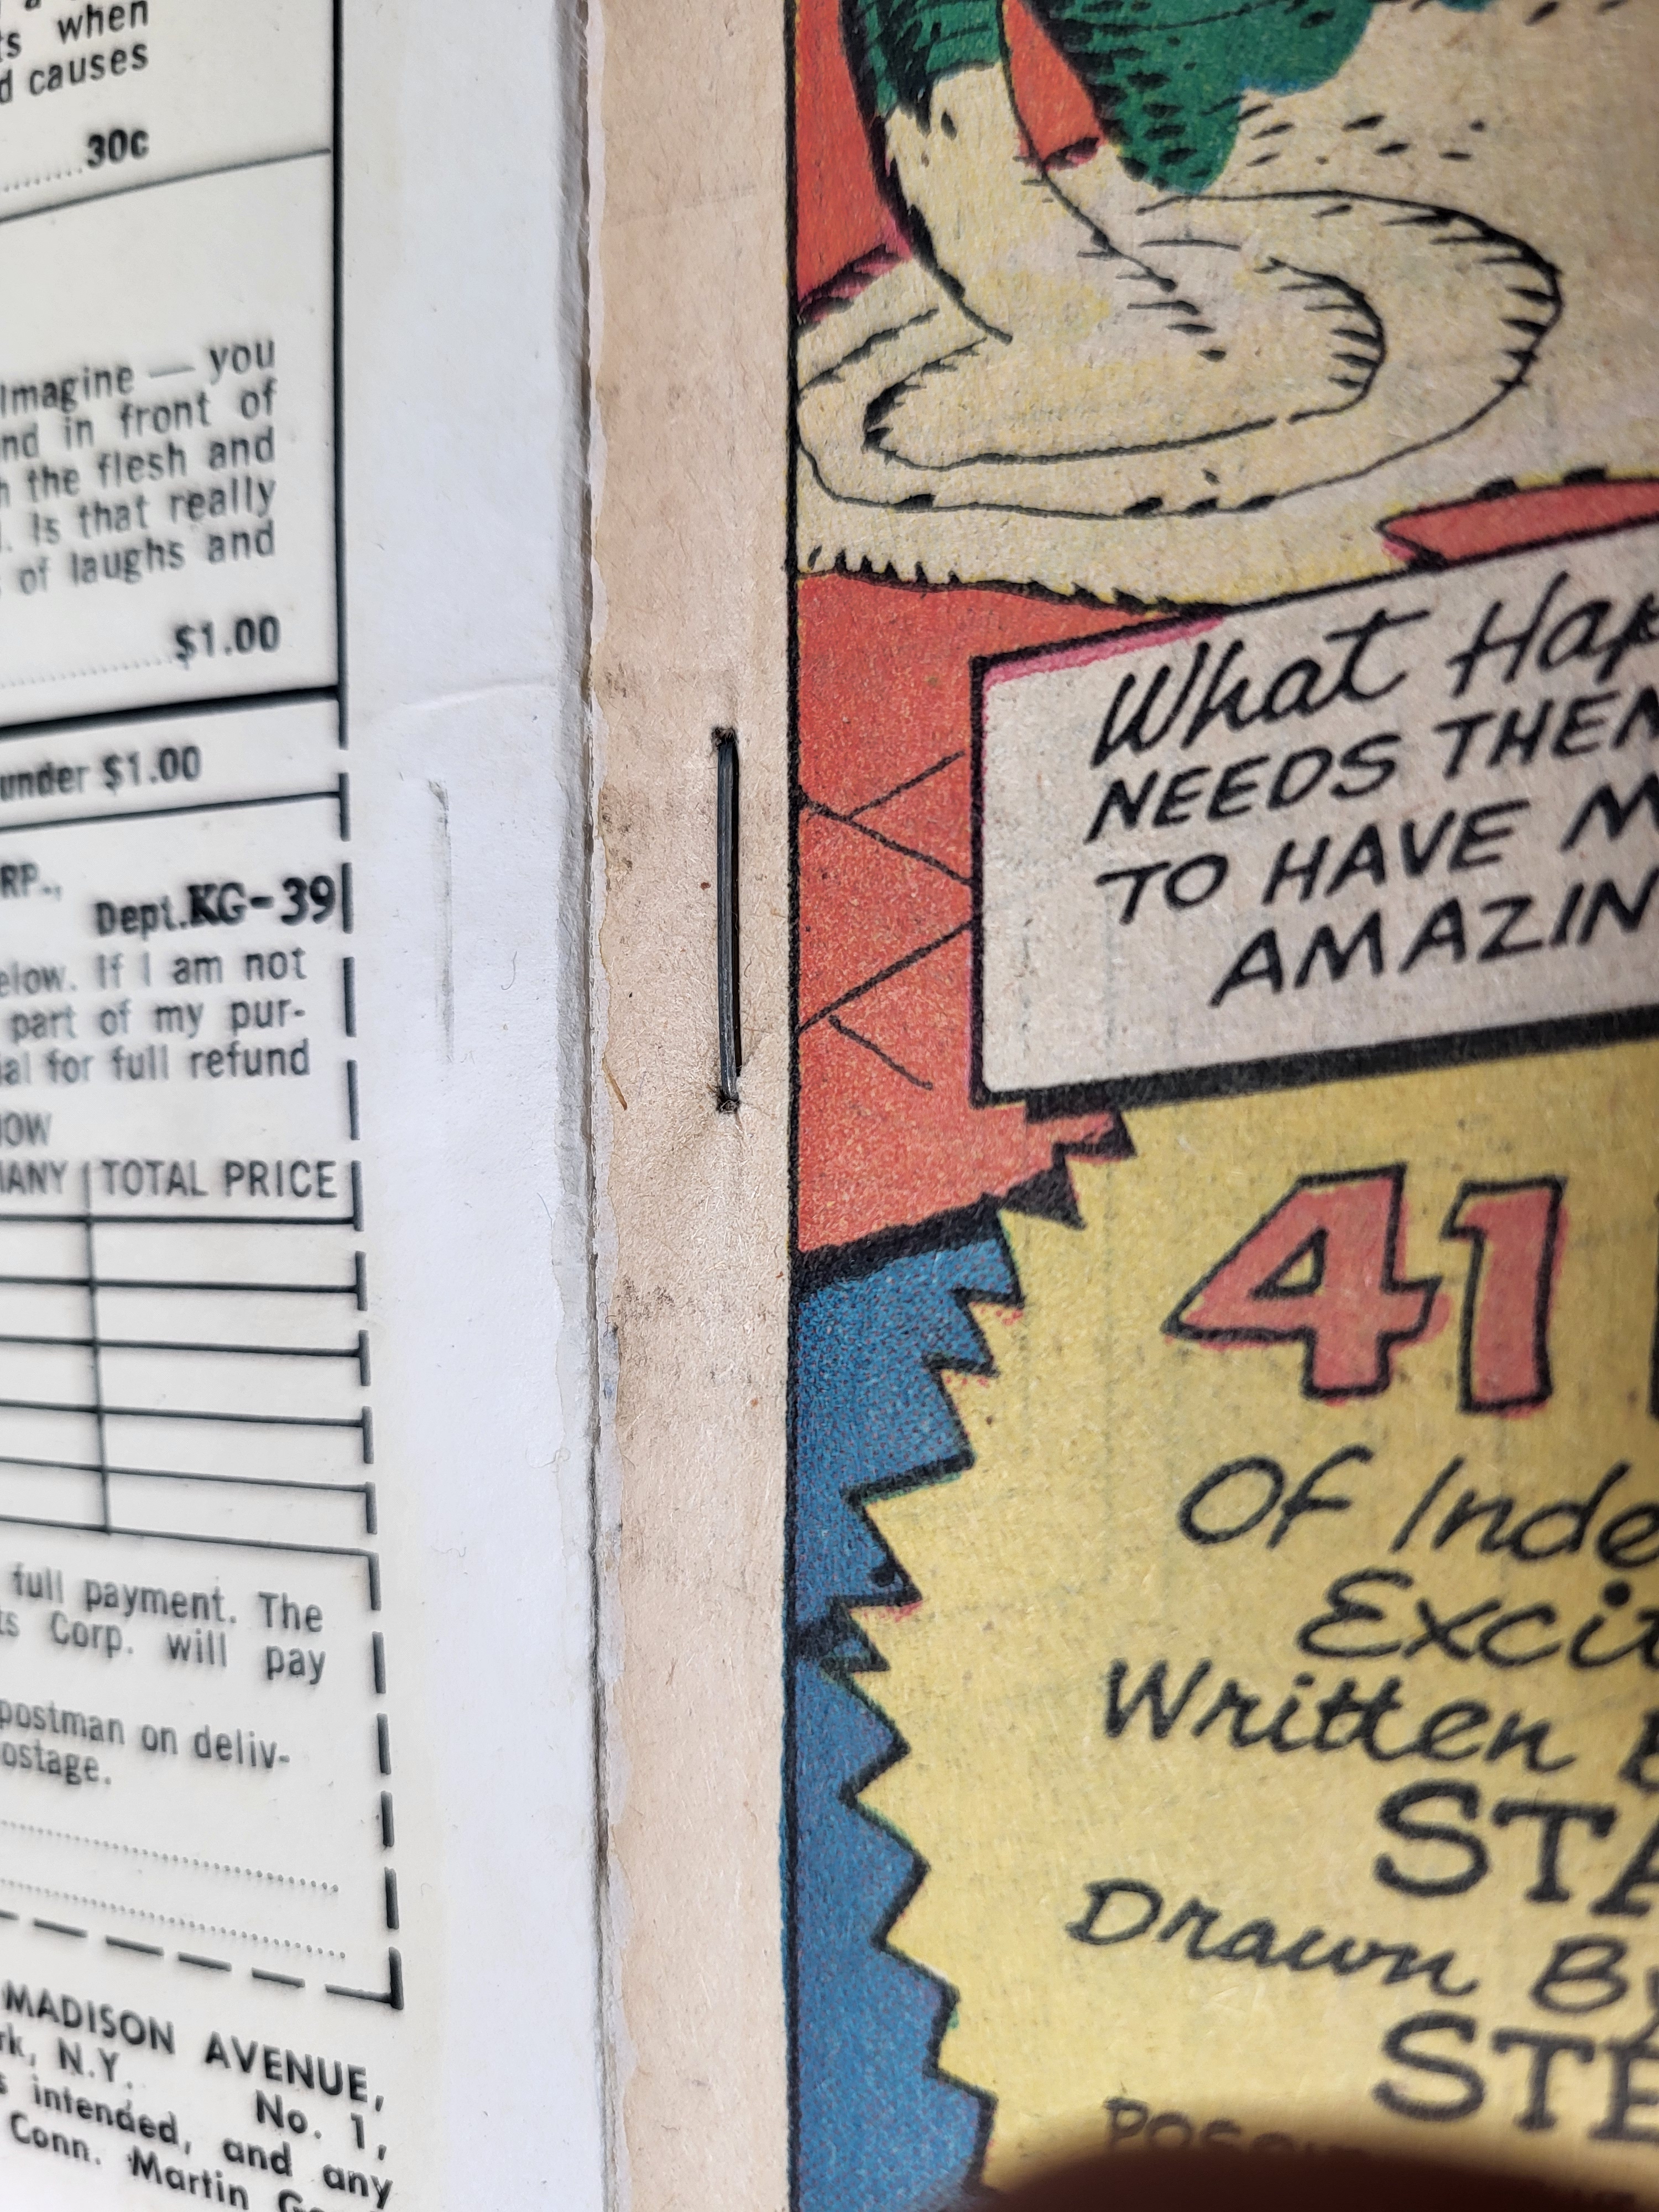 when
d causes
30c
Imagine — you
nd in front of
the flesh and
. Is that really
of laughs and
$1.00
under $1.00
RP.,
Dept.KG-39
elow. If I am not
part of my pur-
ial for full refund
OW
MANY TOTAL PRICE
full payment. The
ts Corp. will pay
postman on deliv-
ostage.
MADISON AVENUE,
rk, N.Y. No. 1,
s intended, and any
Conn. Martin
What Hap
NEEDS THEM
TO HAVE M
AMAZIN
41
Of Inde
Excit
Written B
STA
Drawn By
STE